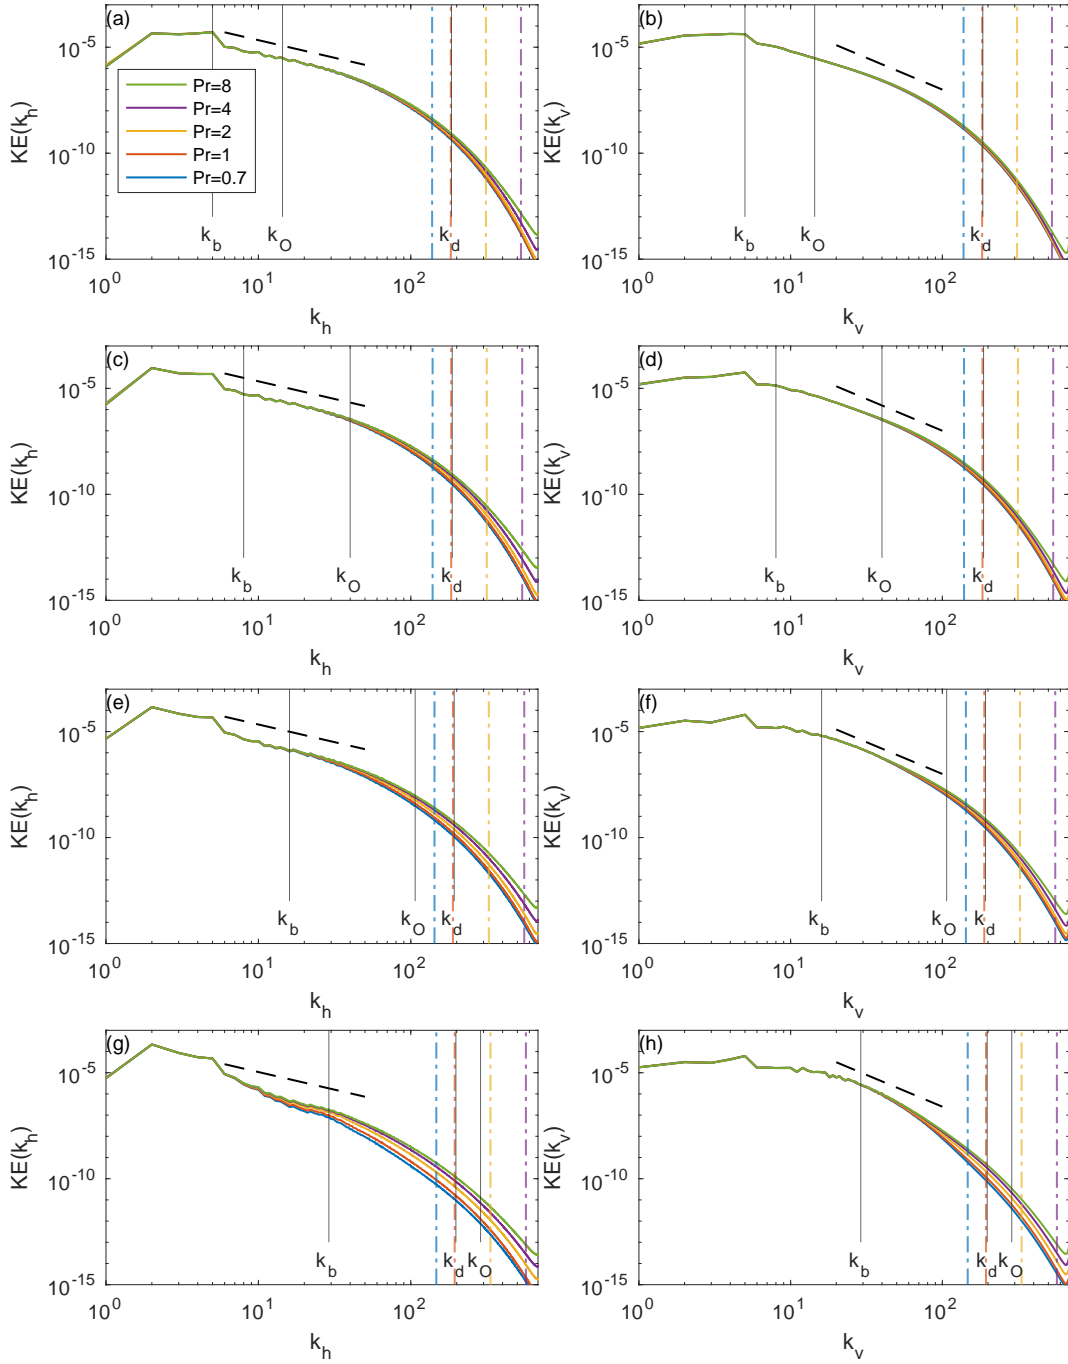 (a)
KE(k_h)
10^-5
10^-10
10^-15
Pr=8
Pr=4
Pr=2
Pr=1
Pr=0.7
k_b k_O k_d
10^0 10^1 10^2
k_h
(b)
KE(k_v)
10^-5
10^-10
10^-15
k_b k_O k_d
10^0 10^1 10^2
k_v
(c)
KE(k_h)
10^-5
10^-10
10^-15
k_b k_O k_d
10^0 10^1 10^2
k_h
(d)
KE(k_v)
10^-5
10^-10
10^-15
k_b k_O k_d
10^0 10^1 10^2
k_v
(e)
KE(k_h)
10^-5
10^-10
10^-15
k_b k_O k_d
10^0 10^1 10^2
k_h
(f)
KE(k_v)
10^-5
10^-10
10^-15
k_b k_O k_d
10^0 10^1 10^2
k_v
(g)
KE(k_h)
10^-5
10^-10
10^-15
k_b k_d k_O
10^0 10^1 10^2
k_h
(h)
KE(k_v)
10^-5
10^-10
10^-15
k_b k_d k_O
10^0 10^1 10^2
k_v